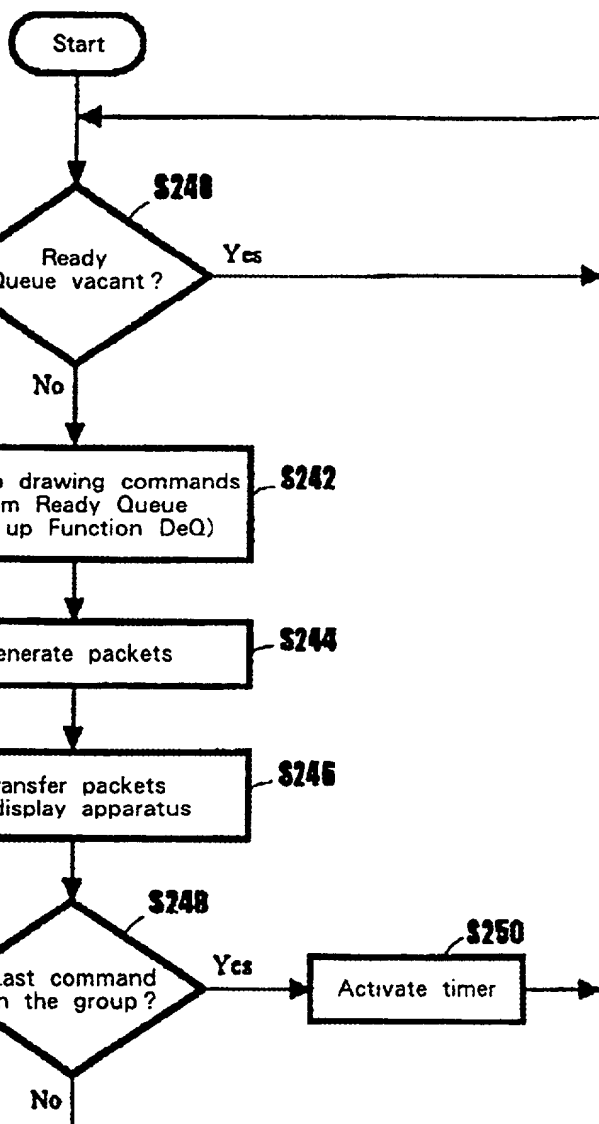 Start
S240
Ready
Queue vacant?
Yes
No
drawing commands
m Ready Queue
up Function DeQ)
S242
enerate packets
S244
ransfer packets
display apparatus
S246
S248
Last command
n the group?
Yes
S250
Activate timer
No